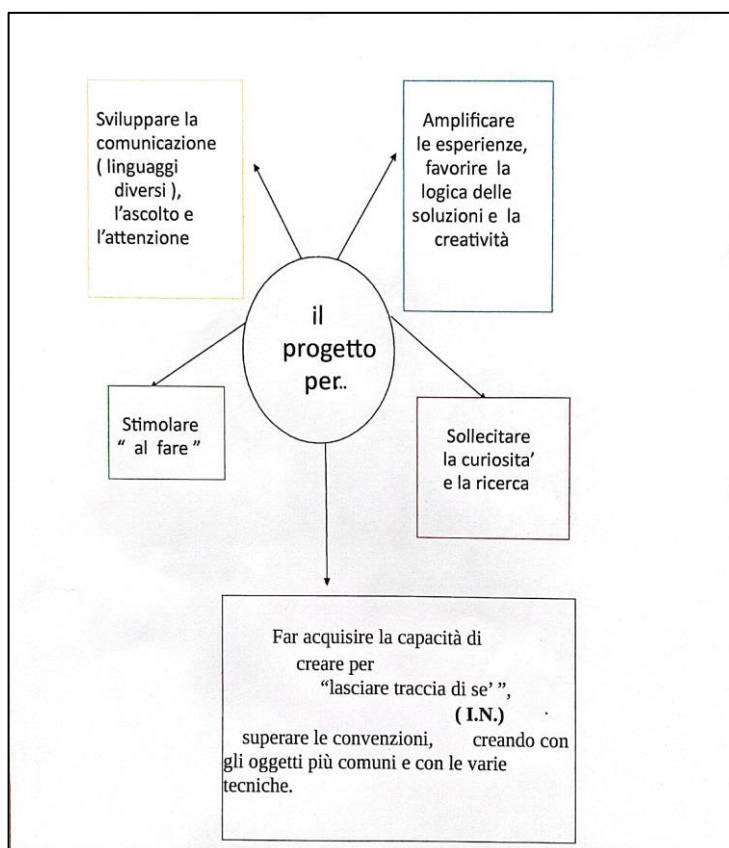 Sviluppare la
comunicazione
( linguaggi
diversi ),
l'ascolto e
l'attenzione
Amplificare
le esperienze,
favorire la
logica delle
soluzioni e la
creatività
il
progetto
per..
Stimolare
“ al fare ”
Sollecitare
la curiosita'
e la ricerca
Far acquisire la capacità di
creare per
“lasciare traccia di se' ”,
( I.N.)
superare le convenzioni, creando con
gli oggetti più comuni e con le varie
tecniche.